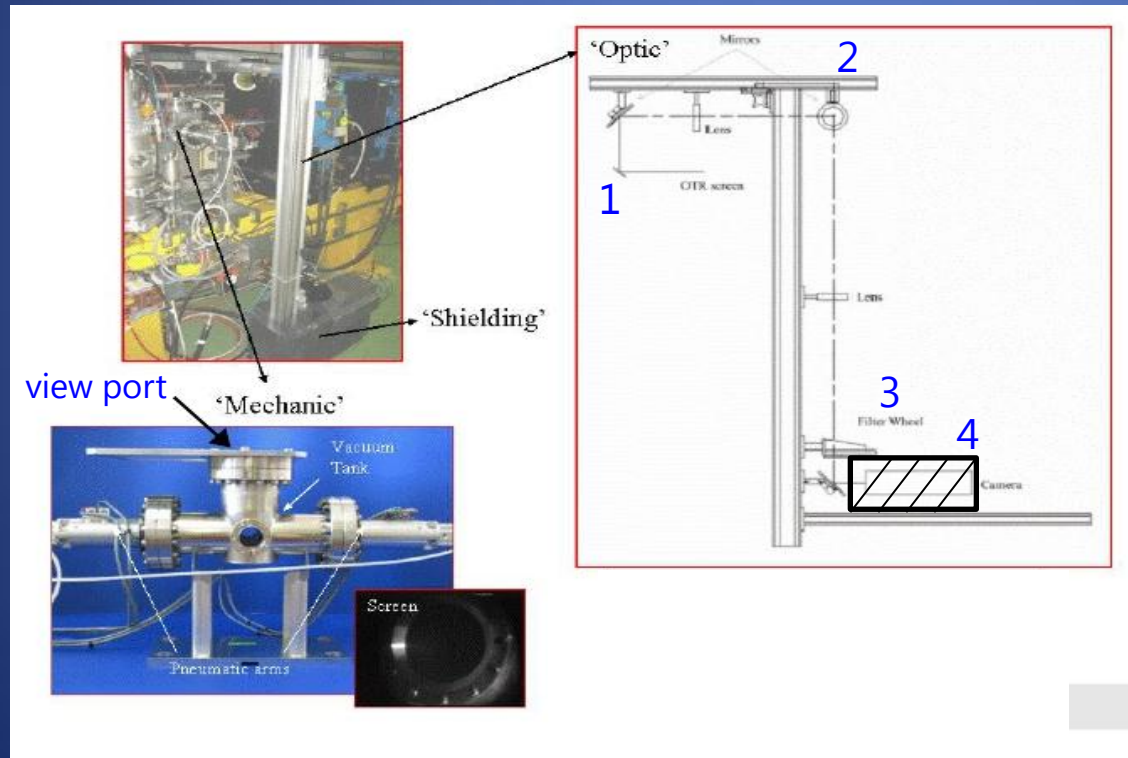 'Optic'
Mirrors
2
Lens
1
OTR screen
'Shielding'
Lens
view port
'Mechanic'
3
Filter Wheel
4
Vacuum
Tank
Camera
Screen
Pneumatic arms